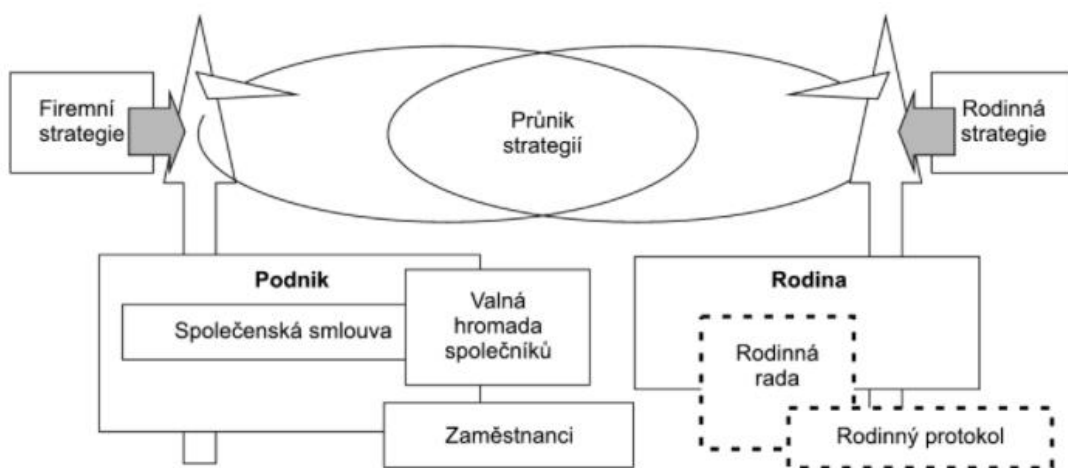 Firemní
strategie
Průnik
strategií
Rodinná
strategie
Podnik
Společenská smlouva
Valná
hromada
společníků
Zaměstnanci
Rodina
Rodinná
rada
Rodinný protokol